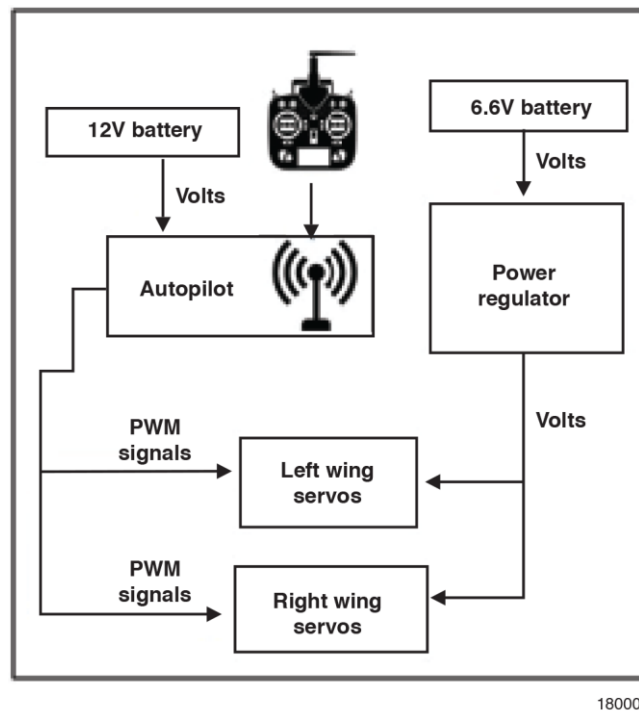 12V battery
6.6V battery
Volts
Volts
Autopilot
Power
regulator
Volts
PWM
signals
Left wing
servos
PWM
signals
Right wing
servos
18000